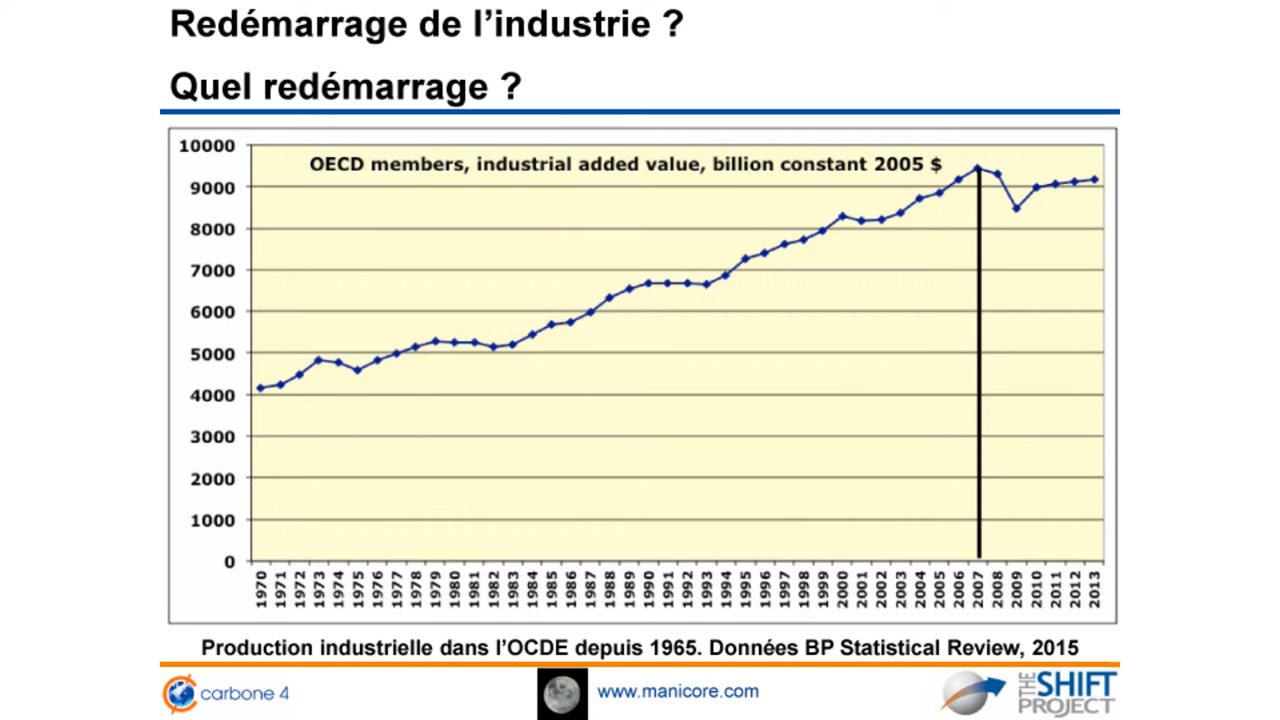 Redémarrage de l’industrie ?
Quel redémarrage ?
OECD members, industrial added value, billion constant 2005 $
10000
9000
8000
7000
6000
5000
4000
3000
2000
1000
0
1970 1971 1972 1973 1974 1975 1976 1977 1978 1979 1980 1981 1982 1983 1984 1985 1986 1987 1988 1989 1990 1991 1992 1993 1994 1995 1996 1997 1998 1999 2000 2001 2002 2003 2004 2005 2006 2007 2008 2009 2010 2011 2012 2013
Production industrielle dans l’OCDE depuis 1965. Données BP Statistical Review, 2015
carbone 4
www.manicore.com
THE SHIFT PROJECT